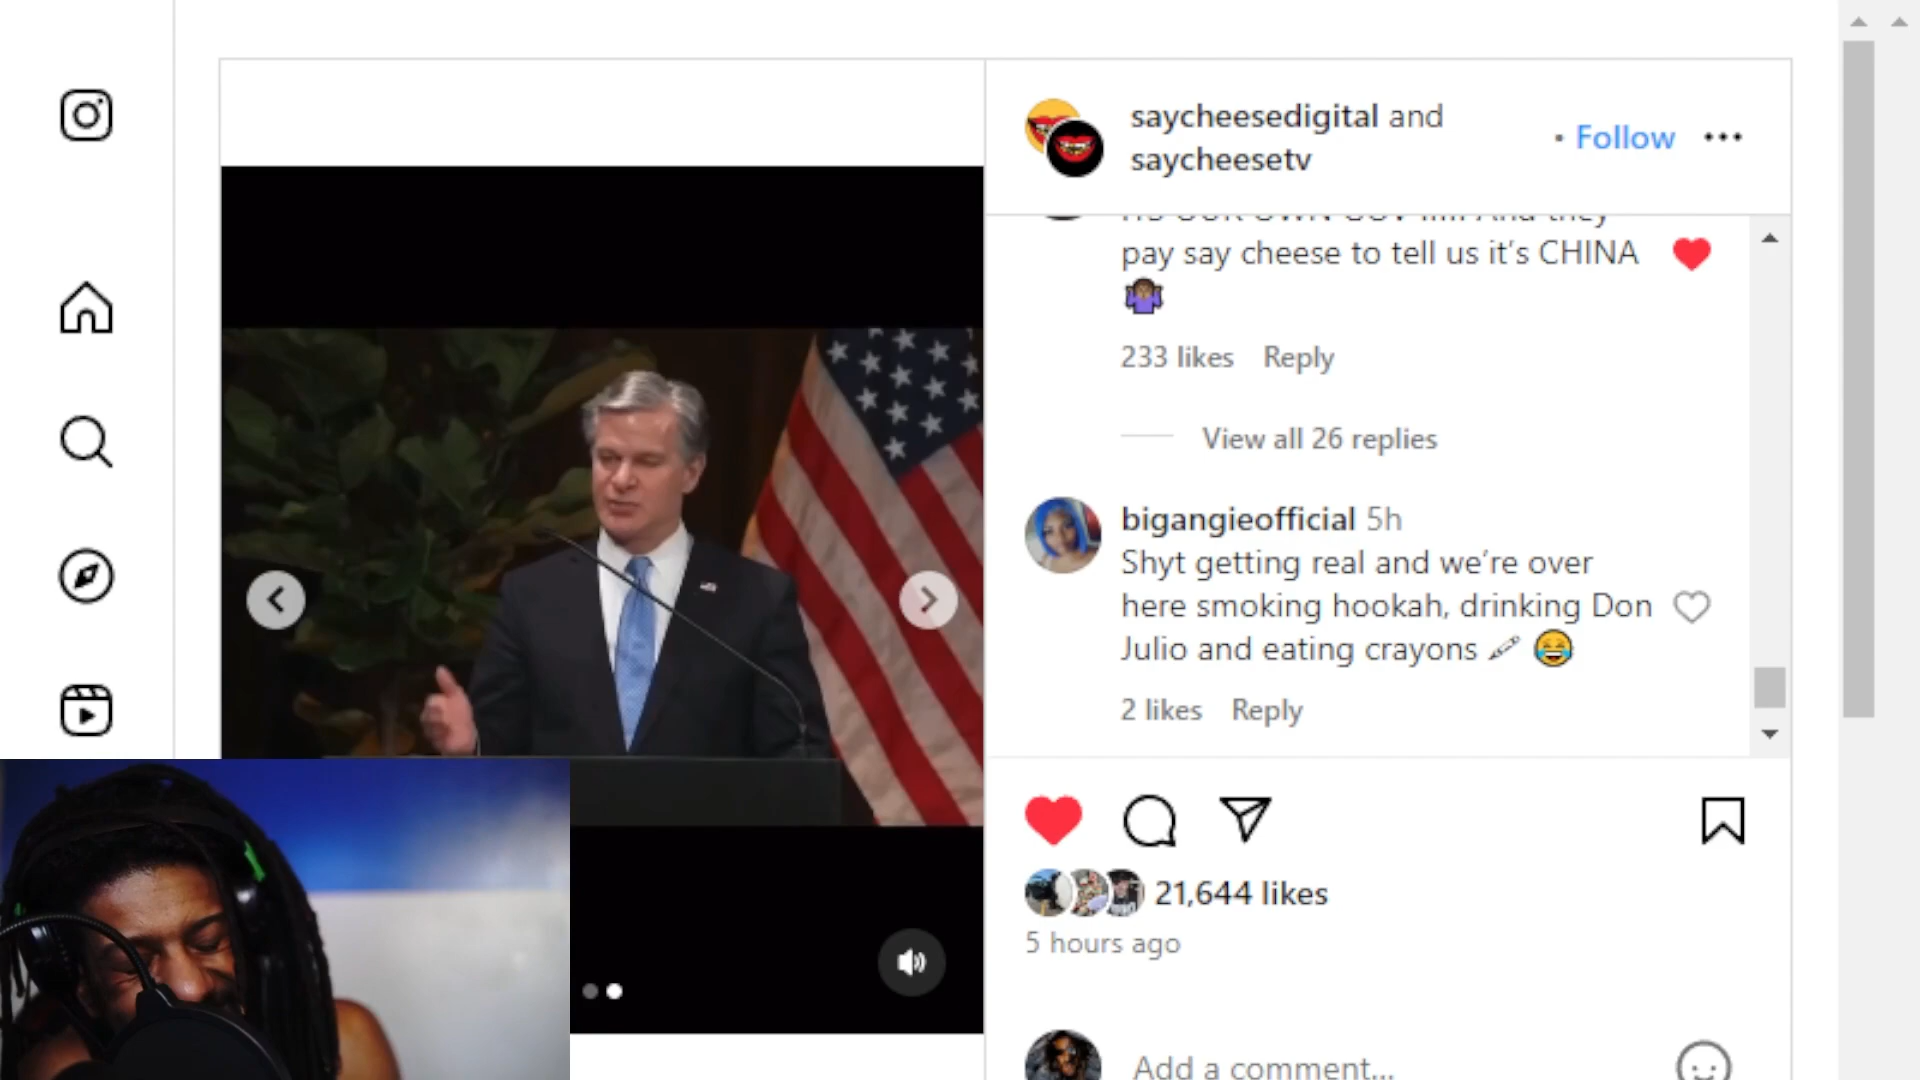 saycheesedigital and
saycheesetv
• Follow
pay say cheese to tell us it's CHINA
233 likes Reply
View all 26 replies
bigangieofficial 5h
Shyt getting real and we're over
here smoking hookah, drinking Don
Julio and eating crayons 🖍 😂
2 likes Reply
21,644 likes
5 hours ago
Add a comment...